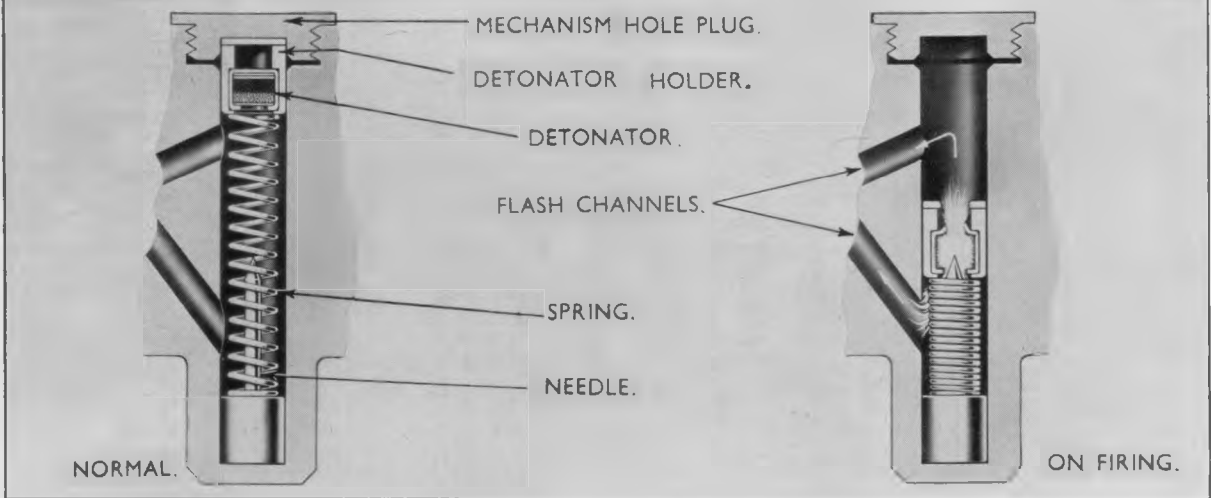 MECHANISM HOLE PLUG.
DETONATOR HOLDER.
DETONATOR.
FLASH CHANNELS.
SPRING.
NEEDLE.
NORMAL.
ON FIRING.